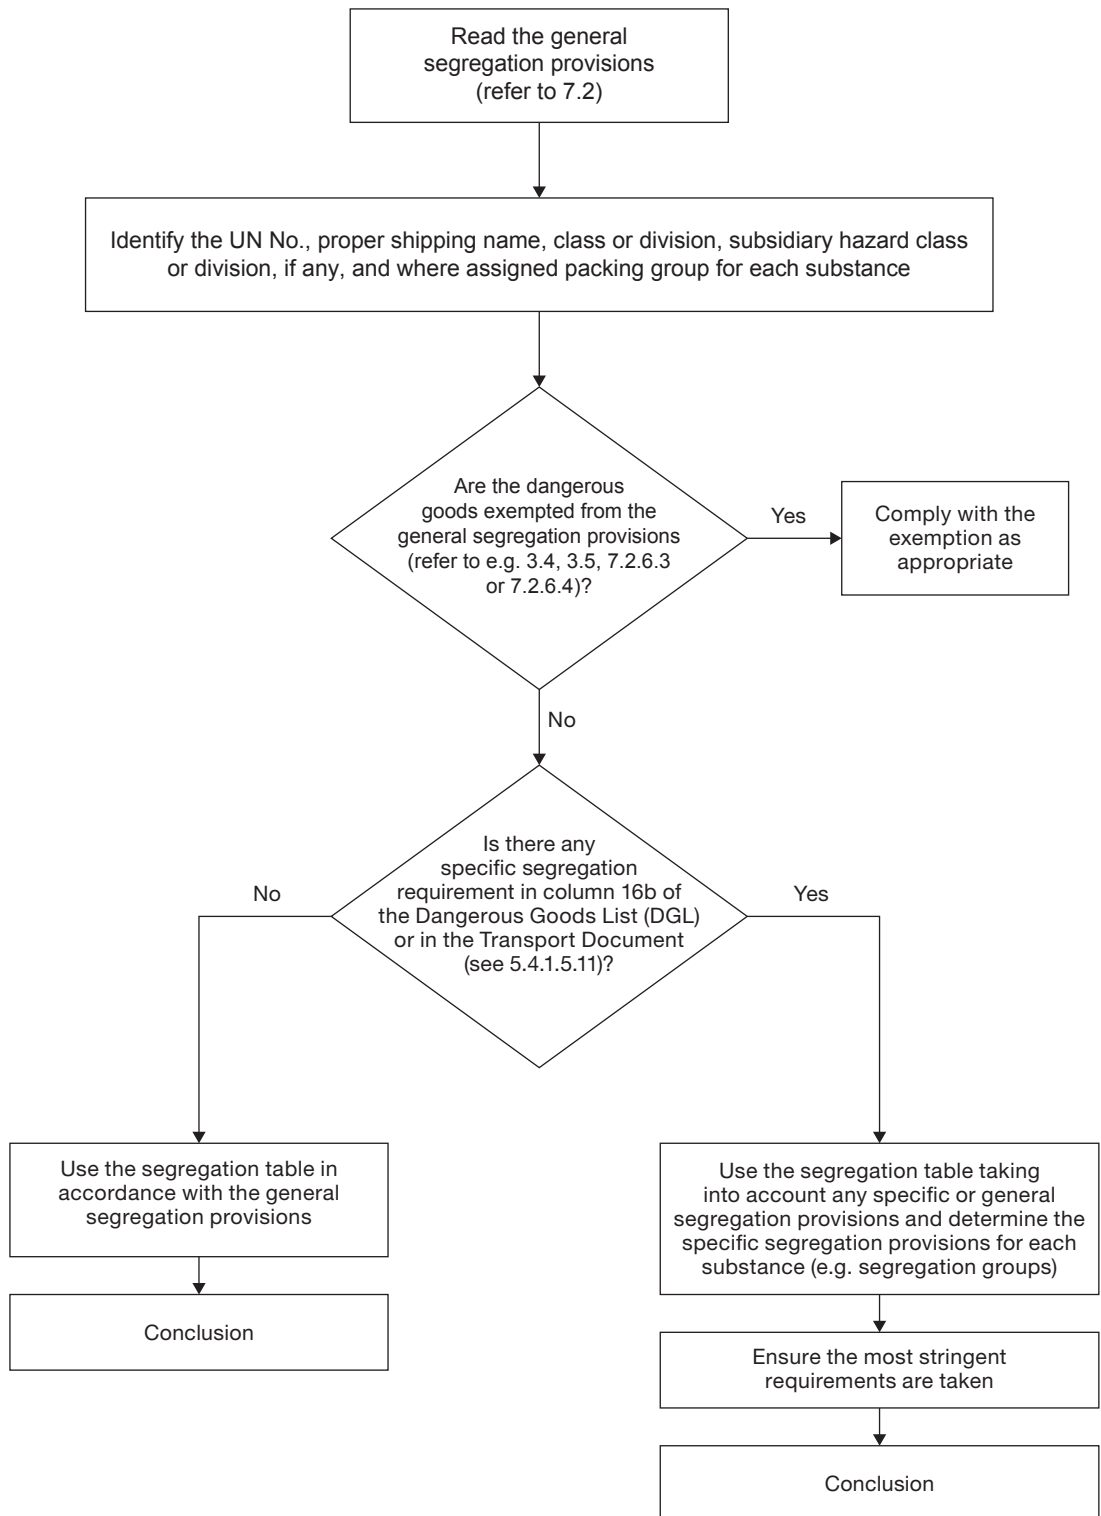 Read the general
segregation provisions
(refer to 7.2)
Identify the UN No., proper shipping name, class or division, subsidiary hazard class
or division, if any, and where assigned packing group for each substance
Are the dangerous
goods exempted from the
general segregation provisions
(refer to e.g. 3.4, 3.5, 7.2.6.3
or 7.2.6.4)?
Yes
Comply with the
exemption as
appropriate
No
Is there any
specific segregation
requirement in column 16b of
the Dangerous Goods List (DGL)
or in the Transport Document
(see 5.4.1.5.11)?
No
Yes
Use the segregation table in
accordance with the general
segregation provisions
Conclusion
Use the segregation table taking
into account any specific or general
segregation provisions and determine the
specific segregation provisions for each
substance (e.g. segregation groups)
Ensure the most stringent
requirements are taken
Conclusion